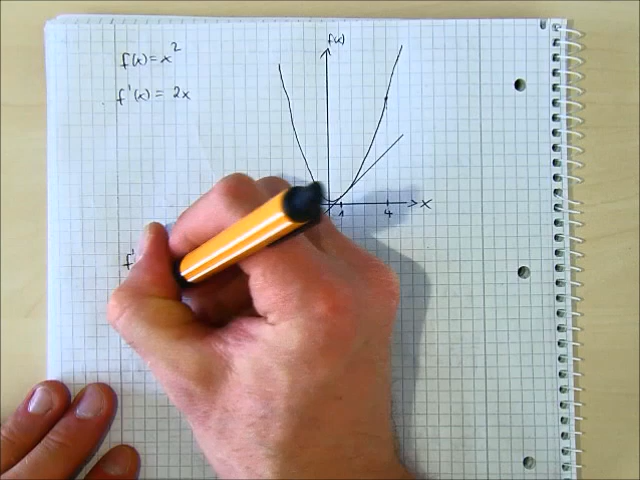 f(x) = x²
f'(x) = 2x
f(x)
1 4 x
f'